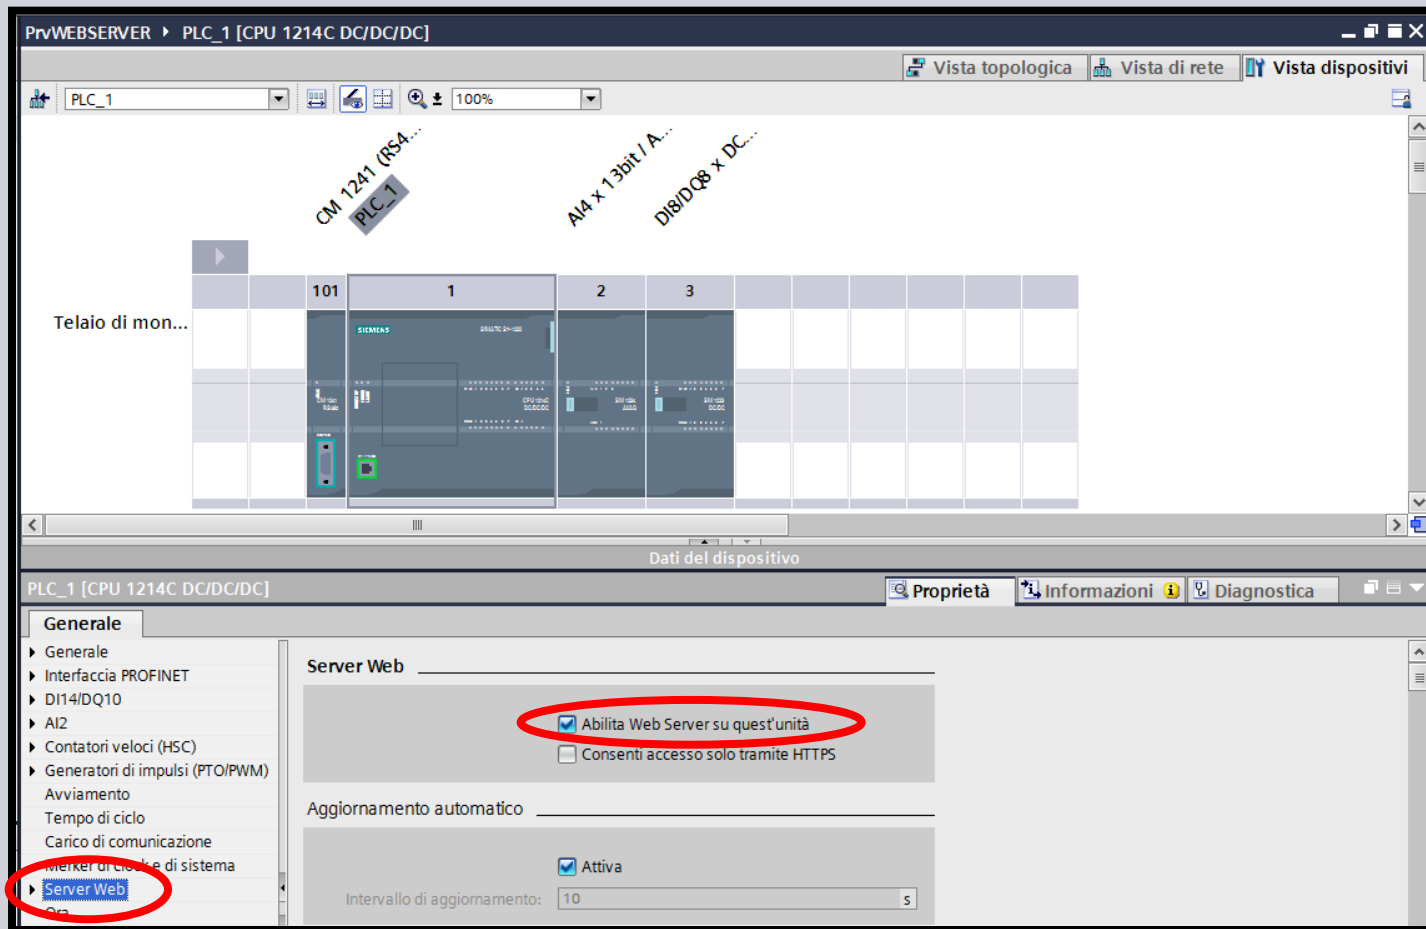 PrvWEBSERVER ▸ PLC_1 [CPU 1214C DC/DC/DC]
Vista topologica Vista di rete Vista dispositivi
PLC_1 100%
CM 1241 (RS4...
PLC_1
AI4 x 13bit / A...
DI8/DQ8 x DC...
101 1 2 3
Telaio di mon...
SIEMENS
Dati del dispositivo
PLC_1 [CPU 1214C DC/DC/DC] Proprietà Informazioni Diagnostica
Generale
Generale
Interfaccia PROFINET
DI14/DQ10
AI2
Contatori veloci (HSC)
Generatori di impulsi (PTO/PWM)
Avviamento
Tempo di ciclo
Carico di comunicazione
Merker di clock e di sistema
Server Web
Ora
Server Web
Abilita Web Server su quest'unità
Consenti accesso solo tramite HTTPS
Aggiornamento automatico
Attiva
Intervallo di aggiornamento: 10 s